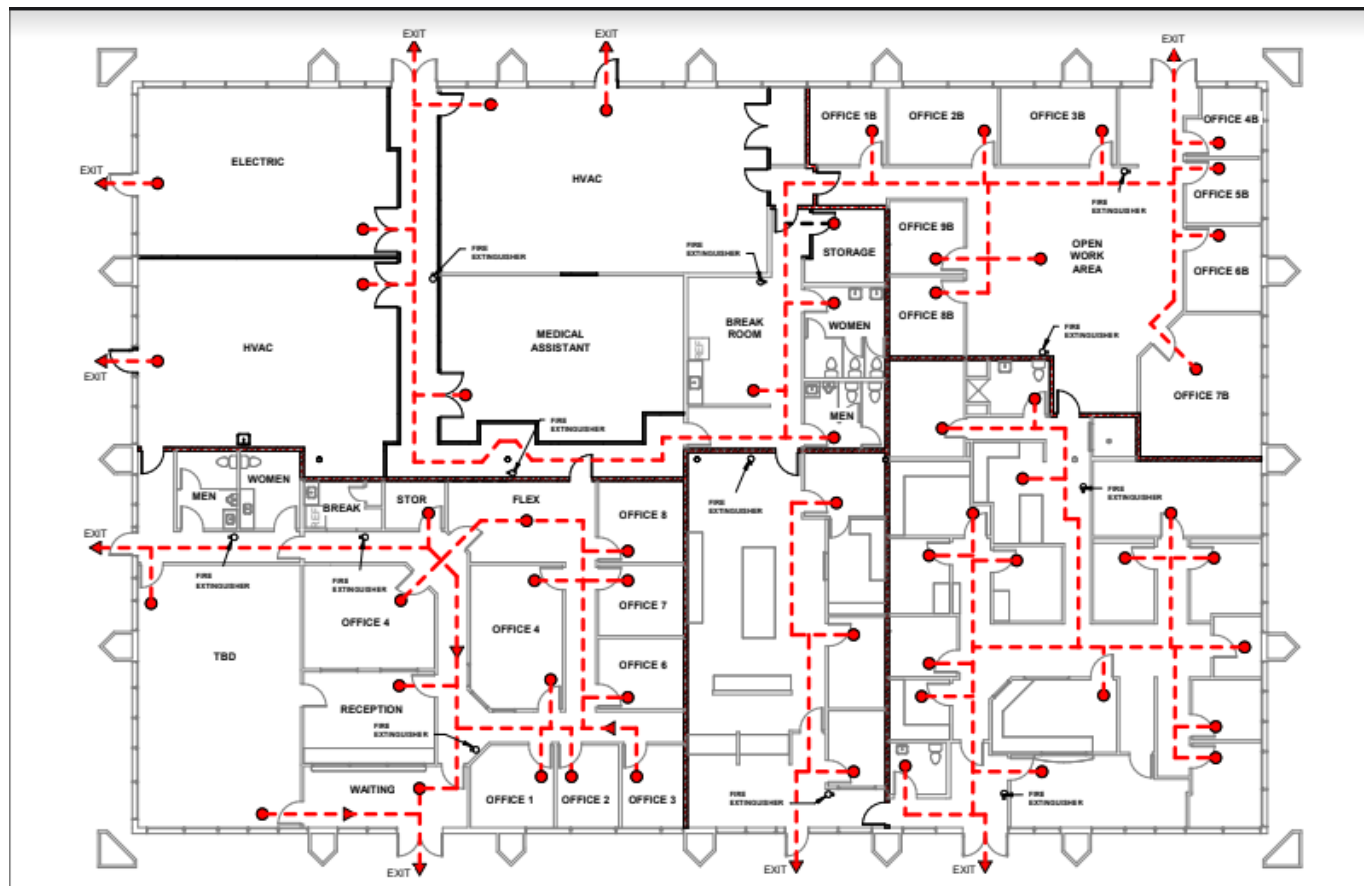 EXIT
EXIT
EXIT
OFFICE 1B
OFFICE 2B
OFFICE 3B
OFFICE 4B
ELECTRIC
EXIT
HVAC
OFFICE 5B
FIRE
EXTINGUISHER
OFFICE 9B
OPEN
WORK
AREA
FIRE
EXTINGUISHER
FIRE
EXTINGUISHER
STORAGE
OFFICE 6B
OFFICE 8B
HVAC
MEDICAL
ASSISTANT
BREAK
ROOM
WOMEN
FIRE
EXTINGUISHER
REF
EXIT
OFFICE 7B
MEN
FIRE
EXTINGUISHER
WOMEN
MEN
BREAK
REF
STOR
FLEX
FIRE
EXTINGUISHER
FIRE
EXTINGUISHER
OFFICE 8
EXIT
FIRE
EXTINGUISHER
FIRE
EXTINGUISHER
OFFICE 7
OFFICE 4
OFFICE 4
TBD
OFFICE 6
RECEPTION
FIRE
EXTINGUISHER
WAITING
OFFICE 1
OFFICE 2
OFFICE 3
FIRE
EXTINGUISHER
FIRE
EXTINGUISHER
EXIT
EXIT
EXIT